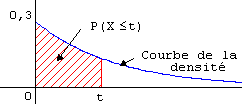 0,3
P(X ≤ t)
Courbe de la
densité
0
t